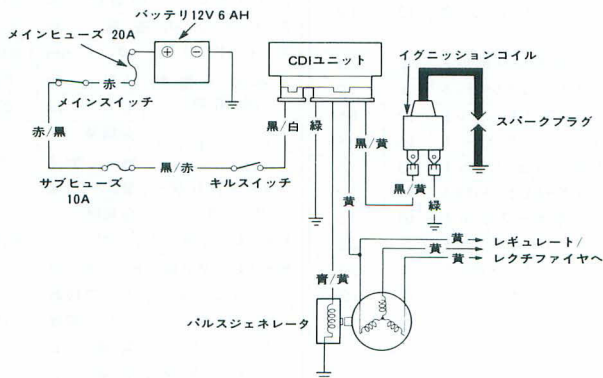 バッテリ12V 6 AH
メインヒューズ 20A
赤
メインスイッチ
赤/黒
サブヒューズ
10A
黒/赤
キルスイッチ
CDIユニット
黒/白
緑
黒/黄
イグニッションコイル
スパークプラグ
黒/黄
緑
黄
青/黄
パルスジェネレータ
黄
黄
黄
レギュレート/
レクチファイヤへ